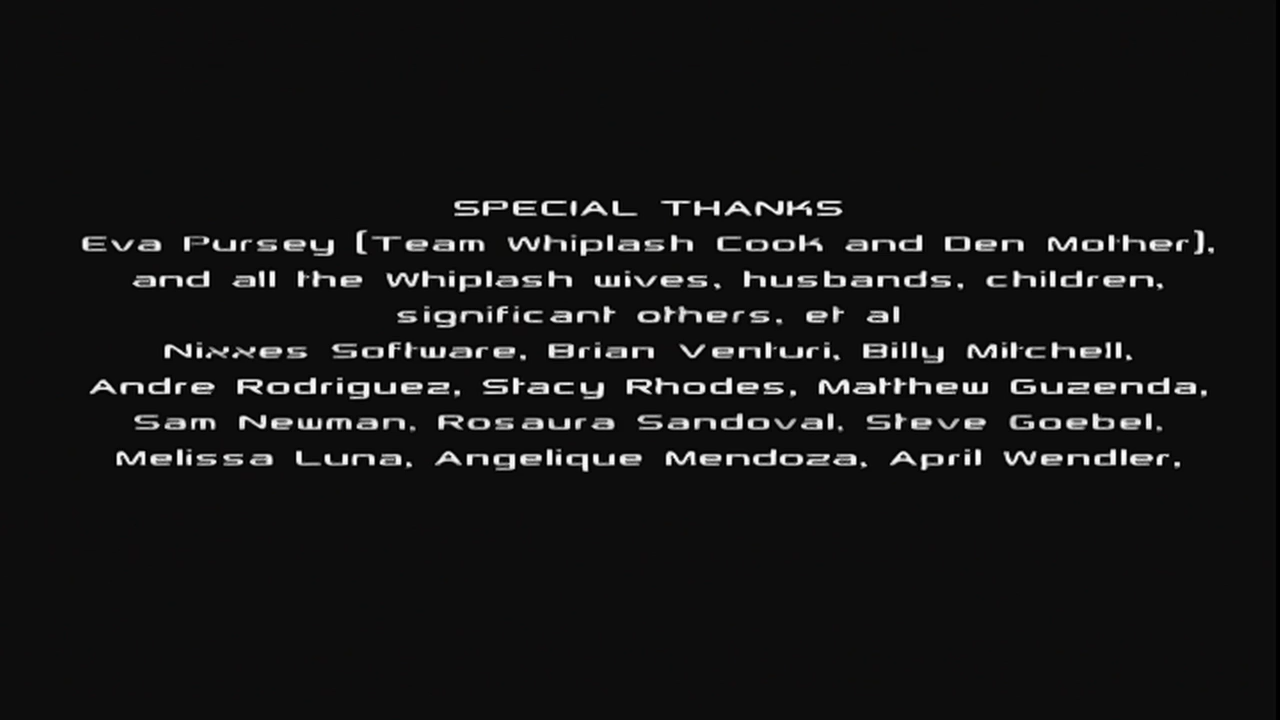 SPECIAL THANKS
Eva Pursey (Team Whiplash Cook and Den Mother),
and all the Whiplash wives, husbands, children,
significant others, et al
Nixxes Software, Brian Venturi, Billy Mitchell,
Andre Rodriguez, Stacy Rhodes, Matthew Guzenda,
Sam Newman, Rosaura Sandoval, Steve Goebel,
Melissa Luna, Angelique Mendoza, April Wendler,